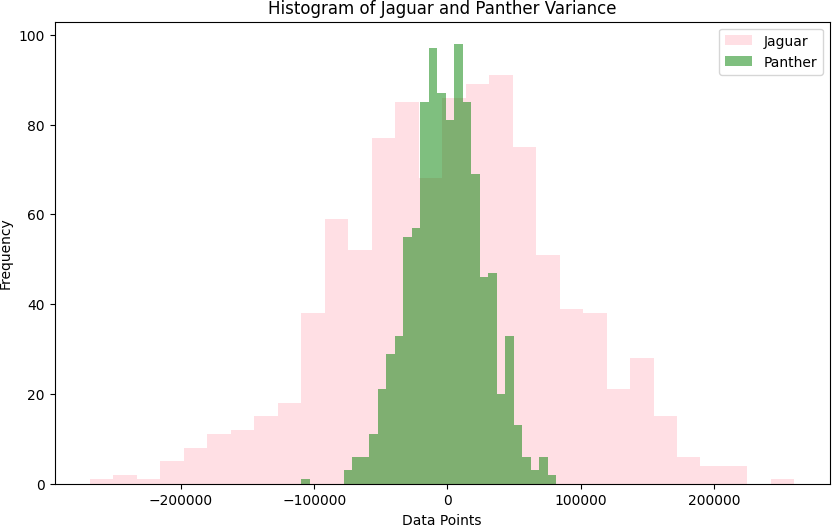 Histogram of Jaguar and Panther Variance
Jaguar
Panther
Frequency
100
80
60
40
20
0
−200000
−100000
0
100000
200000
Data Points